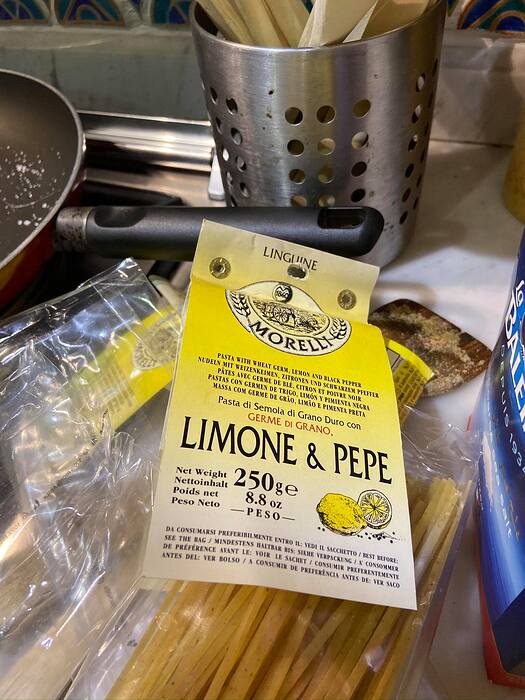 LINGUINE
MORELLI
PASTA WITH WHEAT GERM, LEMON AND BLACK PEPPER
NUDELN MIT WEIZENKEIMEN, ZITRONEN UND SCHWARZEM PFEFFER
PÂTES AVEC GERME DE BLÉ, CITRON ET POIVRE NOIR
PASTAS CON GERMEN DE TRIGO, LIMÓN Y PIMIENTA NEGRA
MASSA COM GERME DE GRÃO, LIMÃO E PIMENTA PRETA
Pasta di Semola di Grano Duro con
GERME DI GRANO,
LIMONE & PEPE
Net Weight
Nettoinhalt
Poids net
Peso Neto
250g℮
8.8 oz
— PESO —
DA CONSUMARSI PREFERIBILMENTE ENTRO IL: VEDI IL SACCHETTO / BEST BEFORE:
SEE THE BAG / MINDESTENS HALTBAR BIS: SIEHE VERPACKUNG / A' CONSOMMER
DE PRÉFÉRENCE AVANT LE: VOIR LE SACHET / CONSUMIR PREFERENTEMENTE
ANTES DEL: VER BOLSO / A CONSUMIR DE PREFERÊNCIA ANTES DE: VER SACO